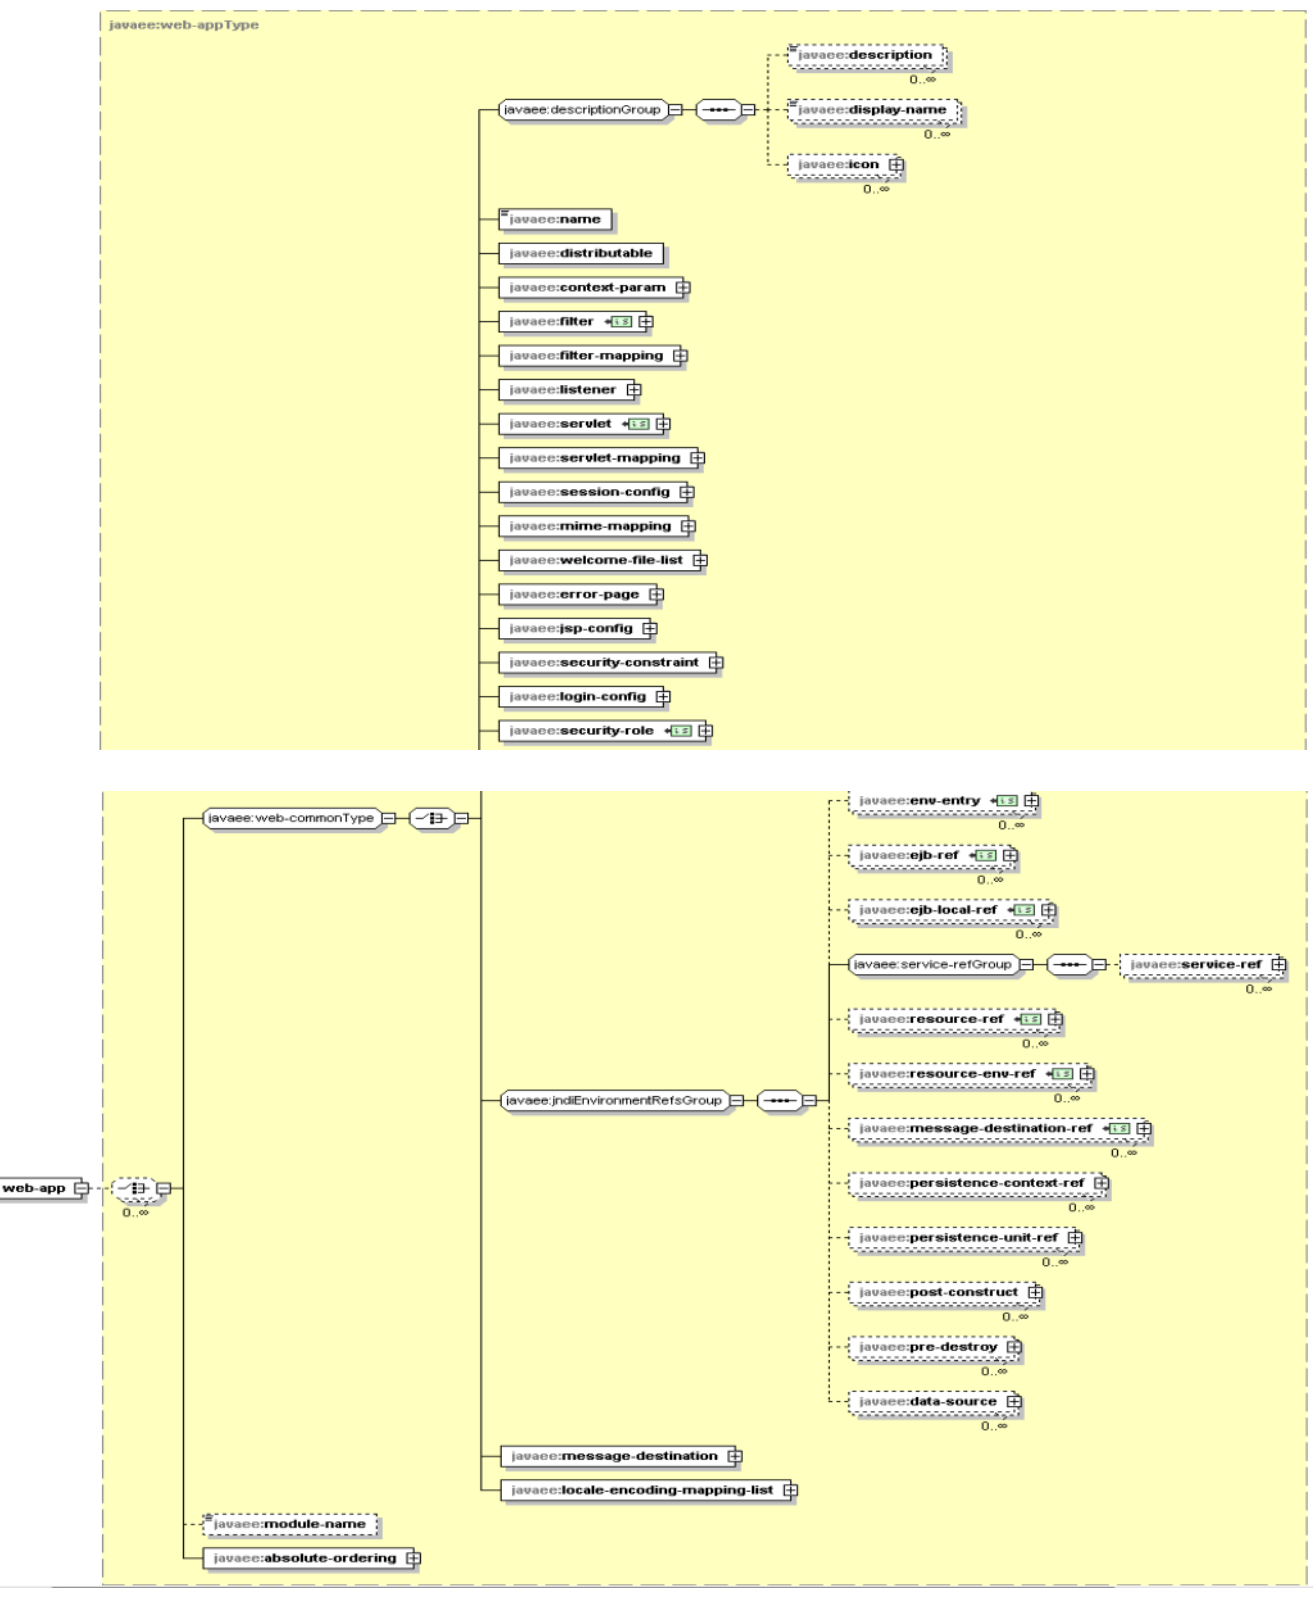 javaee:web-appType
javaee:description
0..∞
javaee:descriptionGroup
javaee:display-name
0..∞
javaee:icon
0..∞
javaee:name
javaee:distributable
javaee:context-param
javaee:filter
javaee:filter-mapping
javaee:listener
javaee:servlet
javaee:servlet-mapping
javaee:session-config
javaee:mime-mapping
javaee:welcome-file-list
javaee:error-page
javaee:jsp-config
javaee:security-constraint
javaee:login-config
javaee:security-role
javaee:env-entry
0..∞
javaee:web-commonType
javaee:ejb-ref
0..∞
javaee:ejb-local-ref
0..∞
javaee:service-refGroup
javaee:service-ref
0..∞
javaee:resource-ref
0..∞
javaee:resource-env-ref
0..∞
javaee:jndiEnvironmentRefsGroup
javaee:message-destination-ref
0..∞
javaee:persistence-context-ref
0..∞
web-app
0..∞
javaee:persistence-unit-ref
0..∞
javaee:post-construct
0..∞
javaee:pre-destroy
0..∞
javaee:data-source
0..∞
javaee:message-destination
javaee:locale-encoding-mapping-list
javaee:module-name
javaee:absolute-ordering